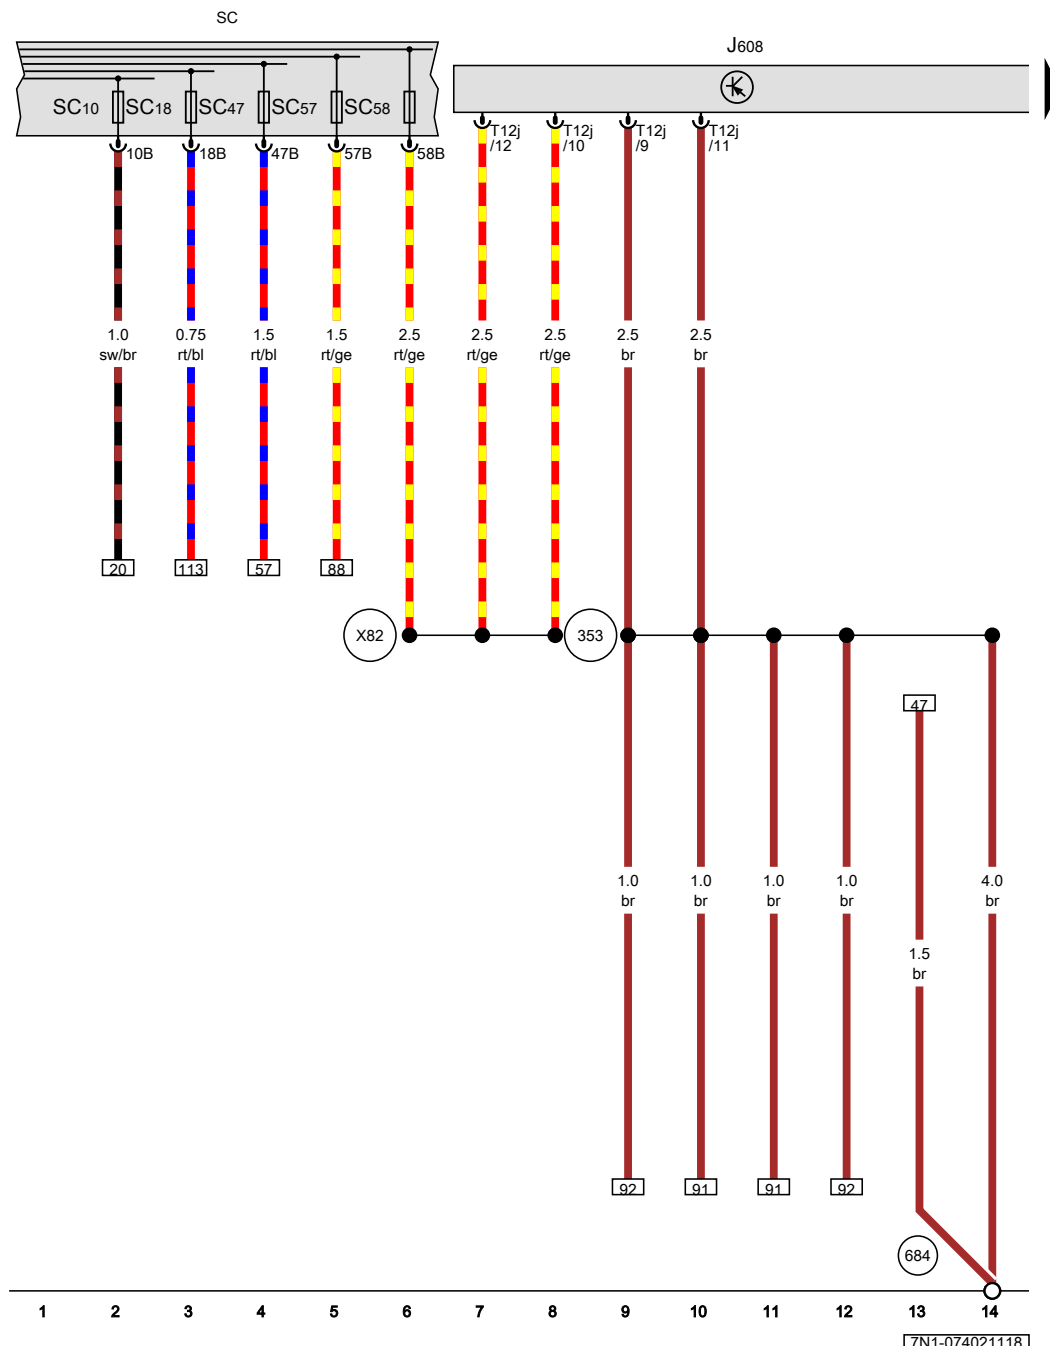 SC
J608
SC10 SC18 SC47 SC57 SC58
T12j /12
T12j /10
T12j /9
T12j /11
10B 18B 47B 57B 58B
1.0 0.75 1.5 1.5 2.5 2.5 2.5 2.5 2.5
sw/br rt/bl rt/bl rt/ge rt/ge rt/ge rt/ge br br
20 113 57 88
X82 353
47
1.0 1.0 1.0 1.0 4.0
br br br br br
1.5
br
92 91 91 92
684
1 2 3 4 5 6 7 8 9 10 11 12 13 14
7N1-074021118